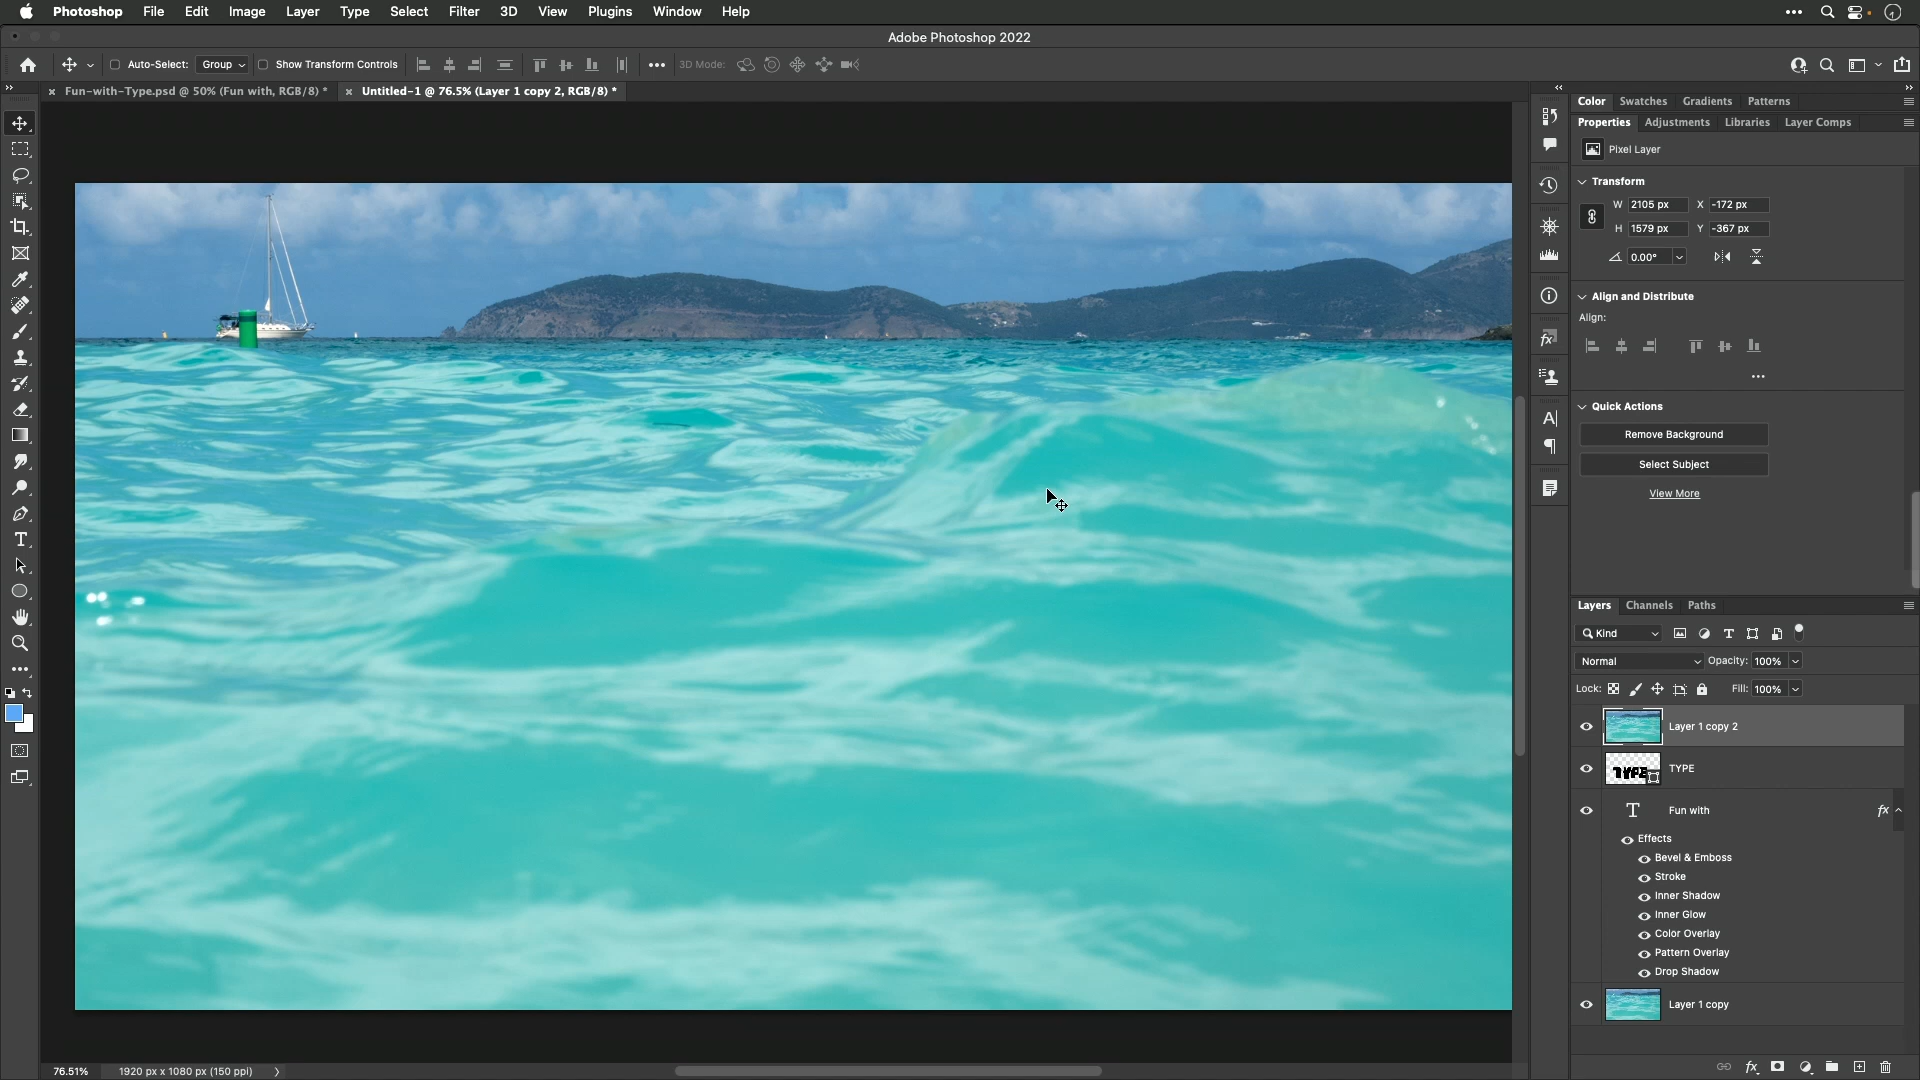 Photoshop File Edit Image Layer Type Select Filter 3D View Plugins Window Help
Adobe Photoshop 2022
Auto-Select: Group Show Transform Controls 3D Mode:
Fun-with-Type.psd @ 50% (Fun with, RGB/8) * Untitled-1 @ 76.5% (Layer 1 copy 2, RGB/8) *
Color Swatches Gradients Patterns
Properties Adjustments Libraries Layer Comps
Pixel Layer
Transform
W 2105 px X -172 px
H 1579 px Y -367 px
0.00°
Align and Distribute
Align:
Quick Actions
Remove Background
Select Subject
View More
Layers Channels Paths
Kind
Normal Opacity: 100%
Lock: Fill: 100%
Layer 1 copy 2
TYPE TYPE
Fun with fx
Effects
Bevel & Emboss
Stroke
Inner Shadow
Inner Glow
Color Overlay
Pattern Overlay
Drop Shadow
Layer 1 copy
76.51% 1920 px x 1080 px (150 ppi)